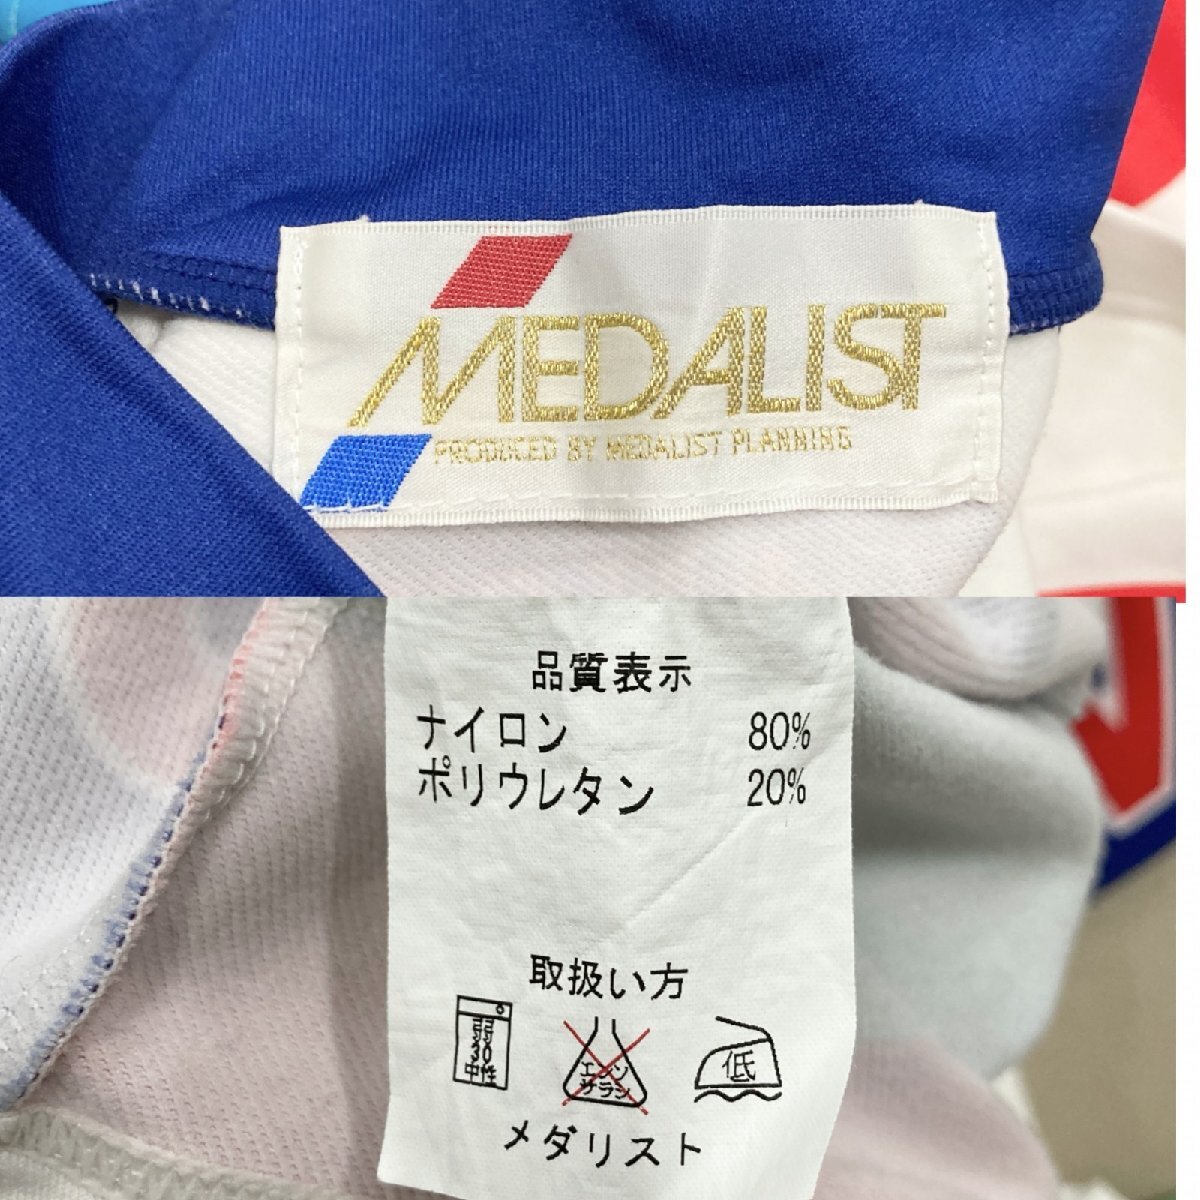 MEDALIST
PRODUCED BY MEDALIST PLANNING
品質表示
ナイロン 80%
ポリウレタン 20%
取扱い方
弱
30
中性
エンソ
サラシ
低
メダリスト